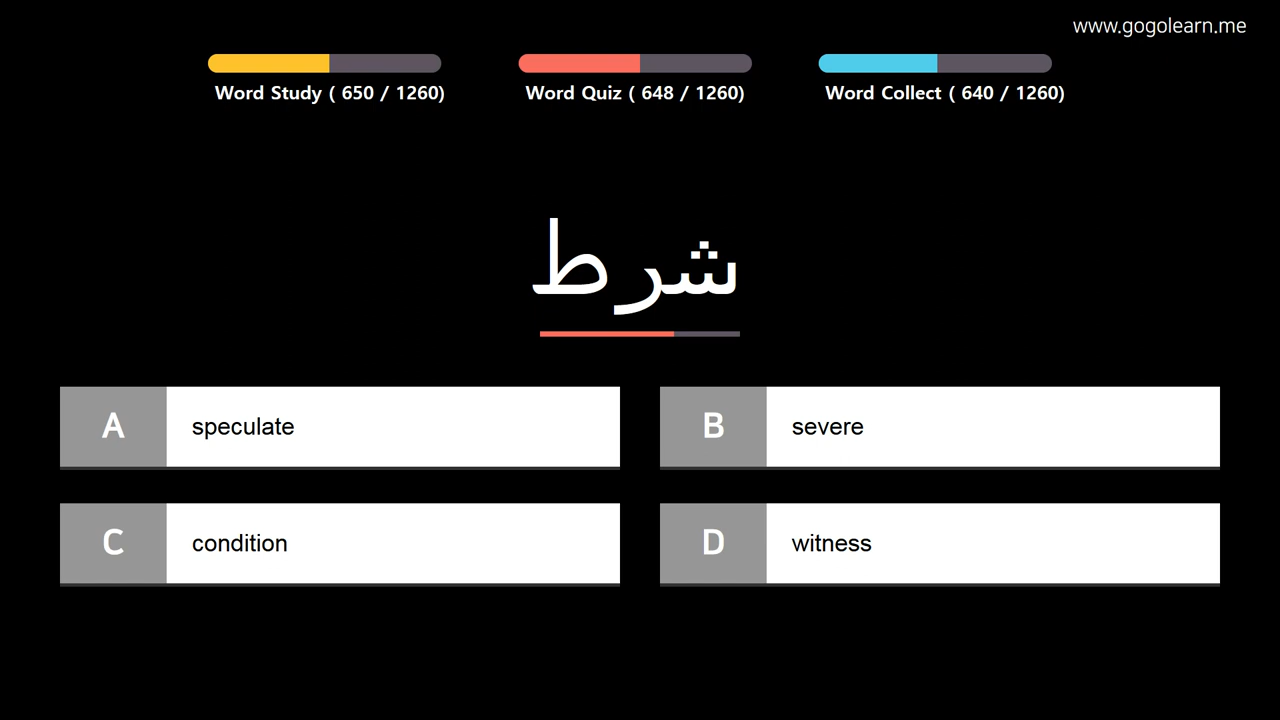 www.gogolearn.me
Word Study ( 650 / 1260)
Word Quiz ( 648 / 1260)
Word Collect ( 640 / 1260)
شرط
A speculate
B severe
C condition
D witness